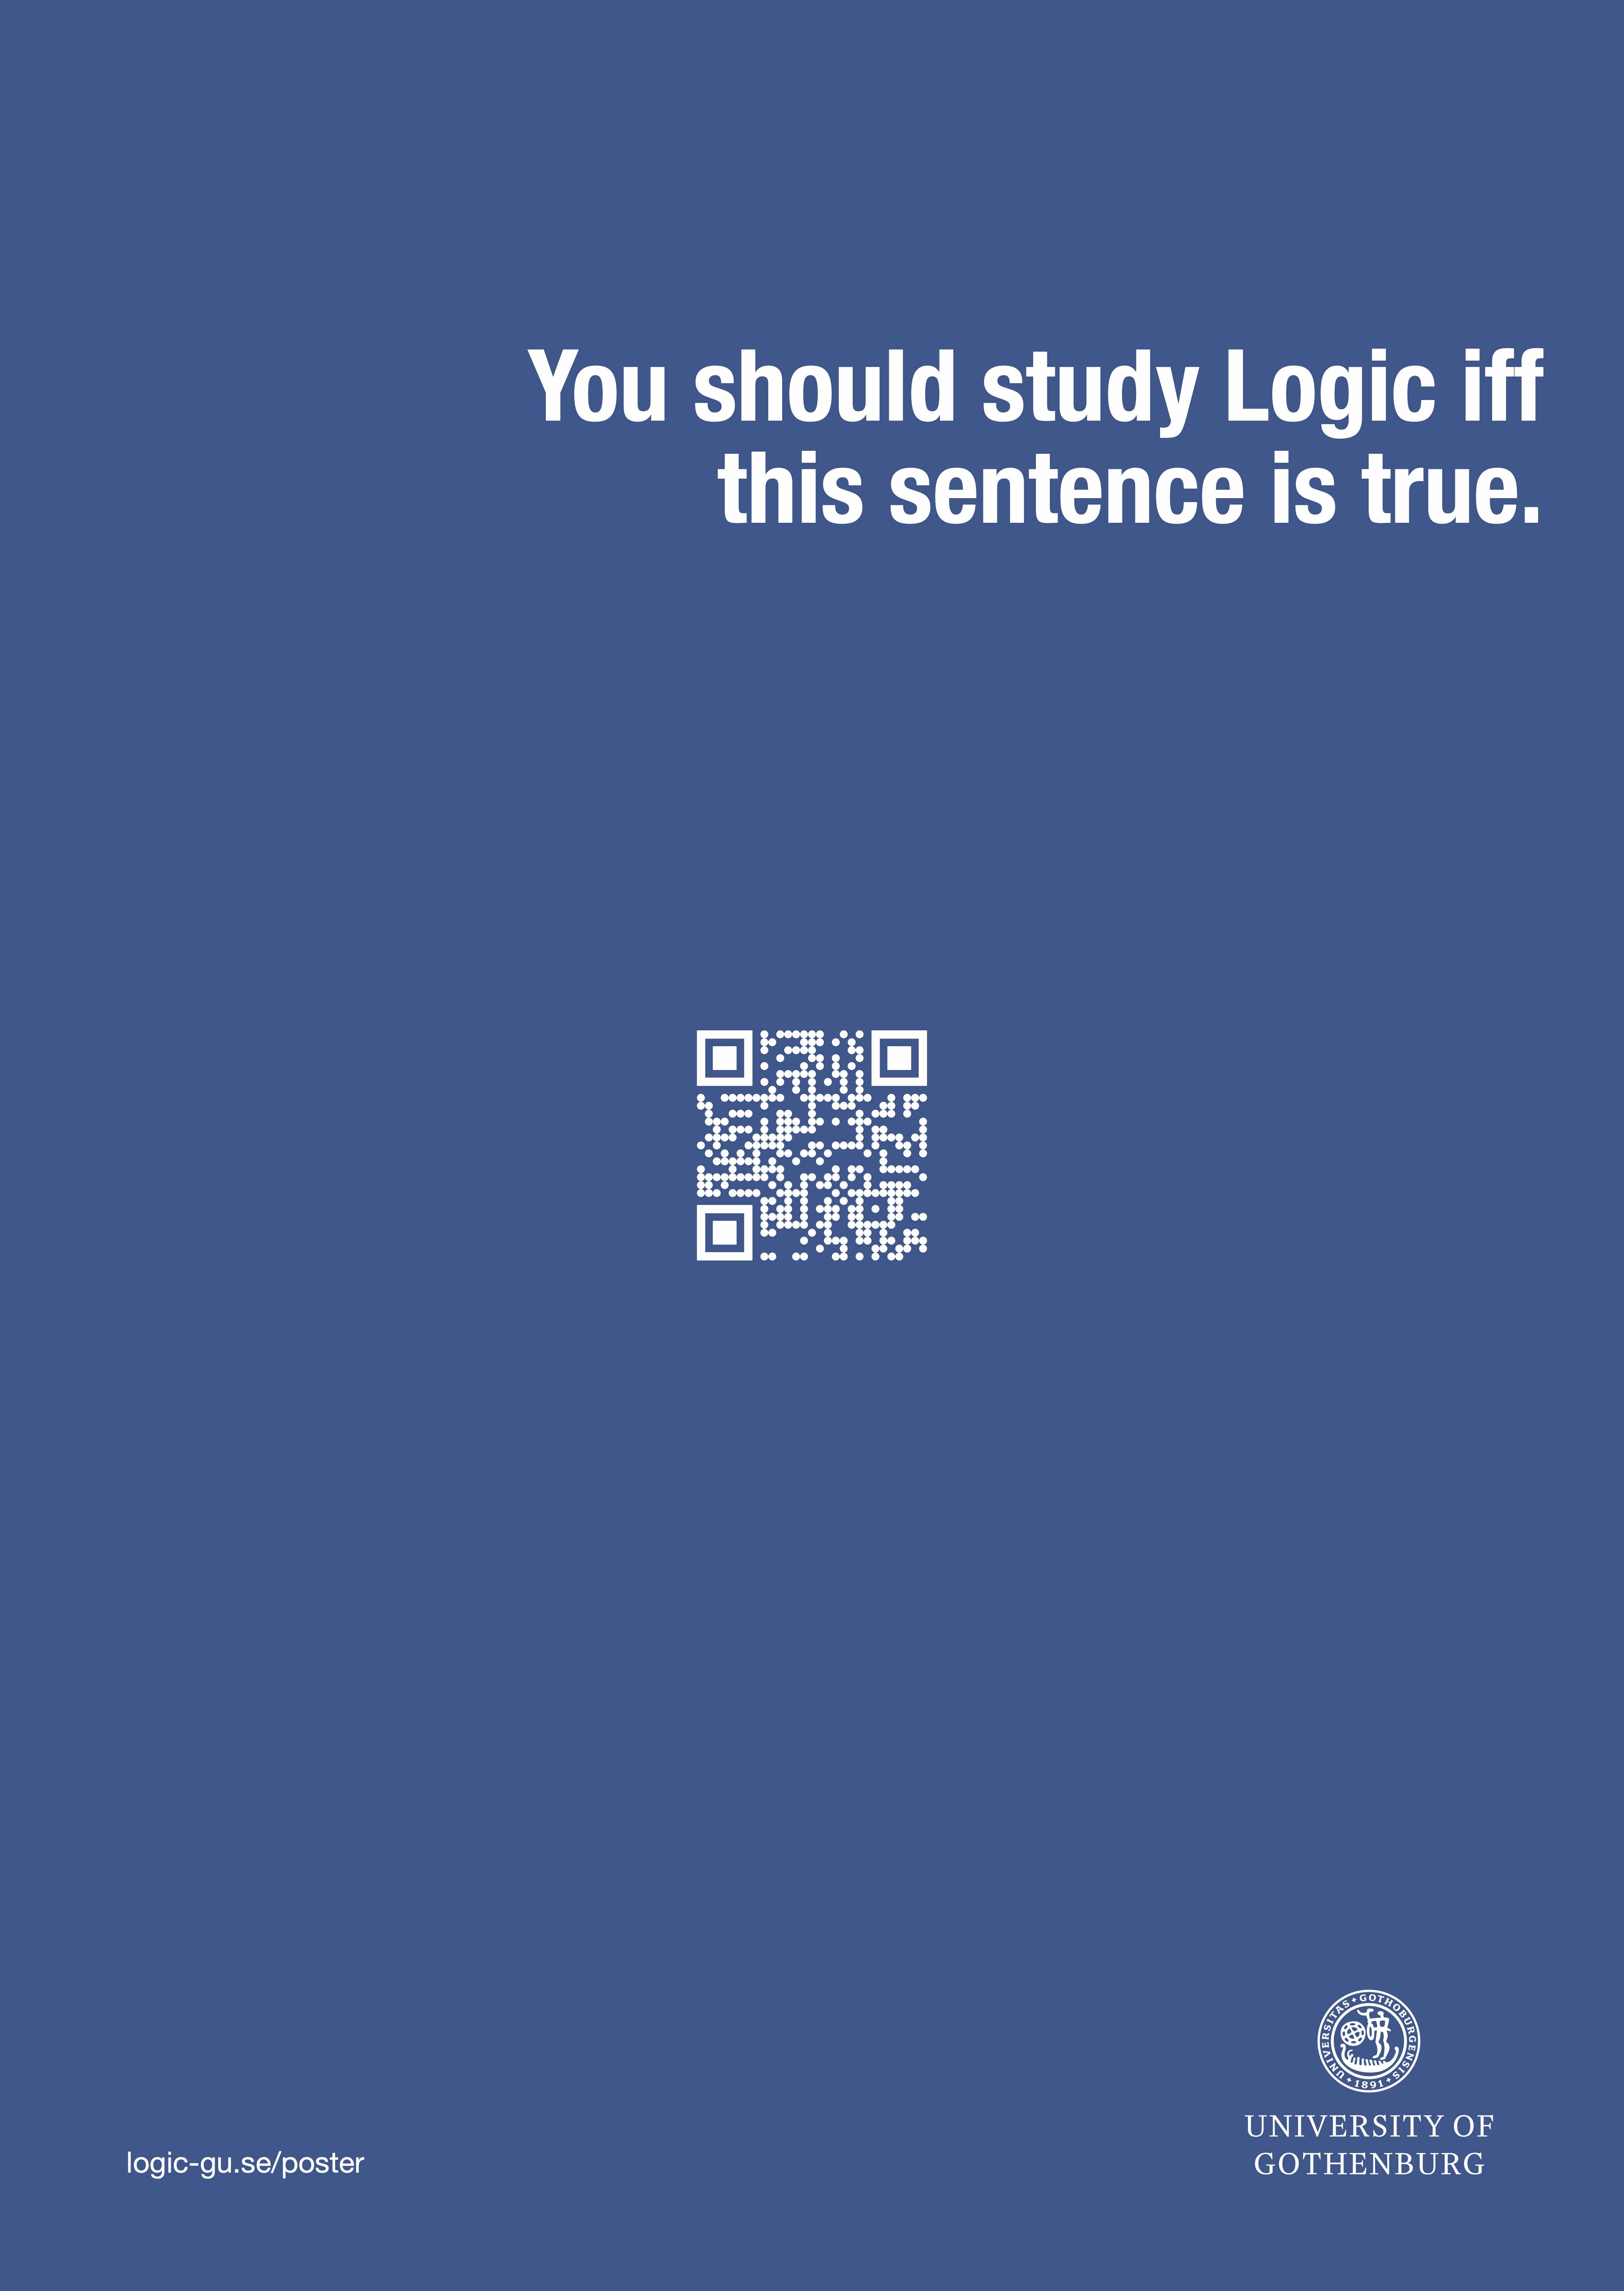 You should study Logic iff
this sentence is true.
UNIVERSITAS + GOTHOBURGENSIS + 1891 +
UNIVERSITY OF
GOTHENBURG
logic-gu.se/poster